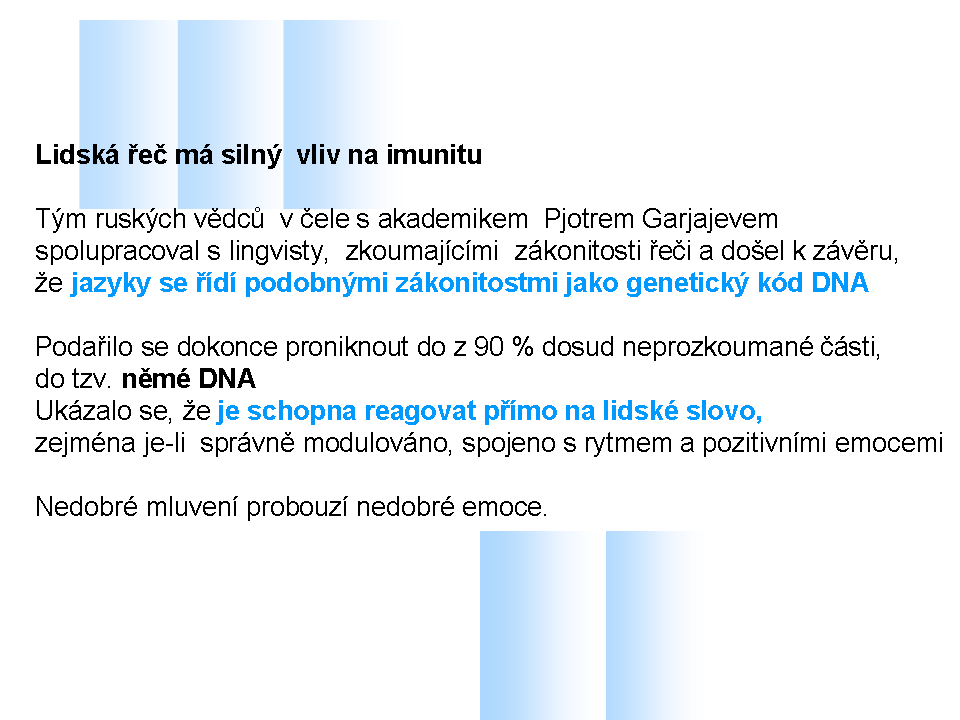 Lidská řeč má silný  vliv na imunitu
Tým ruských vědců  v čele s akademikem  Pjotrem Garjajevem
spolupracoval s lingvisty,  zkoumajícími  zákonitosti řeči a došel k závěru,
že jazyky se řídí podobnými zákonitostmi jako genetický kód DNA
Podařilo se dokonce proniknout do z 90 % dosud neprozkoumané části,
do tzv. němé DNA
Ukázalo se, že je schopna reagovat přímo na lidské slovo,
zejména je-li  správně modulováno, spojeno s rytmem a pozitivními emocemi
Nedobré mluvení probouzí nedobré emoce.